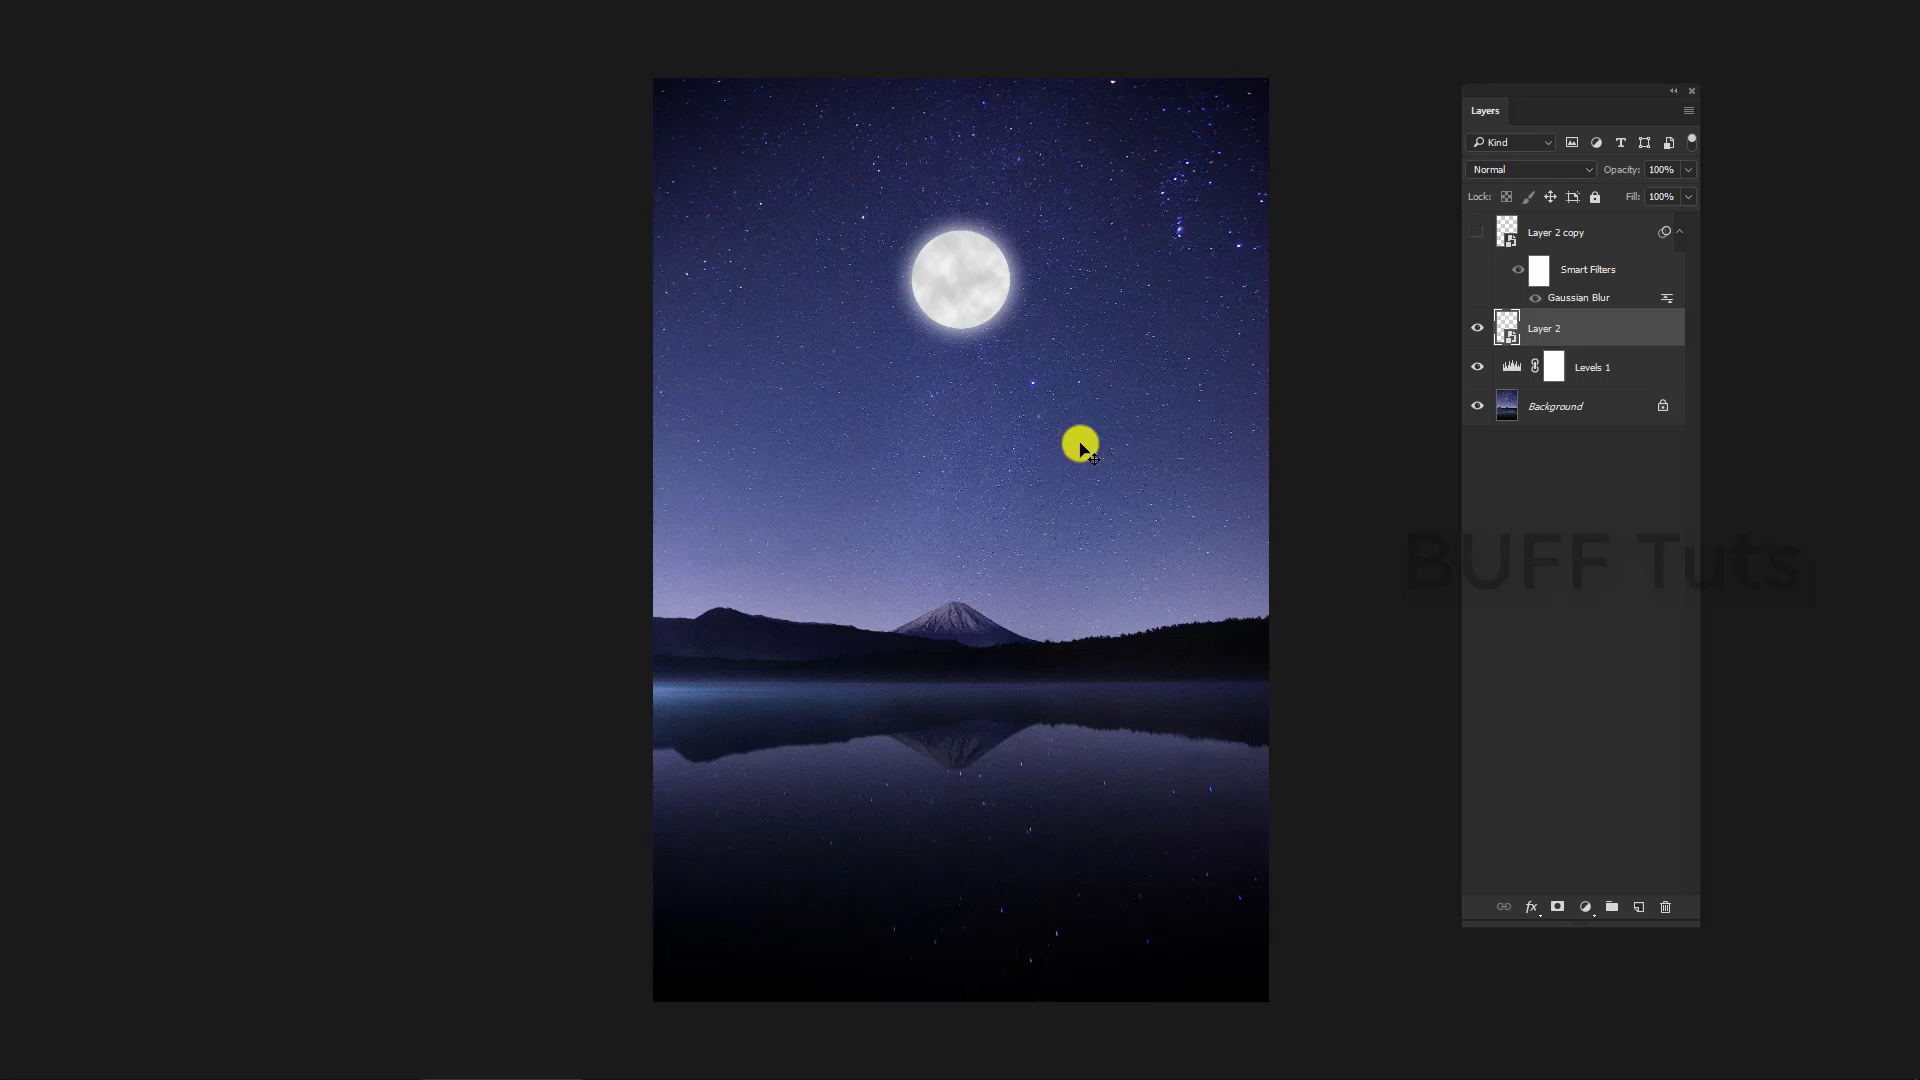 Layers
Kind
Normal Opacity: 100%
Lock: Fill: 100%
Layer 2 copy
Smart Filters
Gaussian Blur
Layer 2
Levels 1
Background
fx
BUFF Tuts